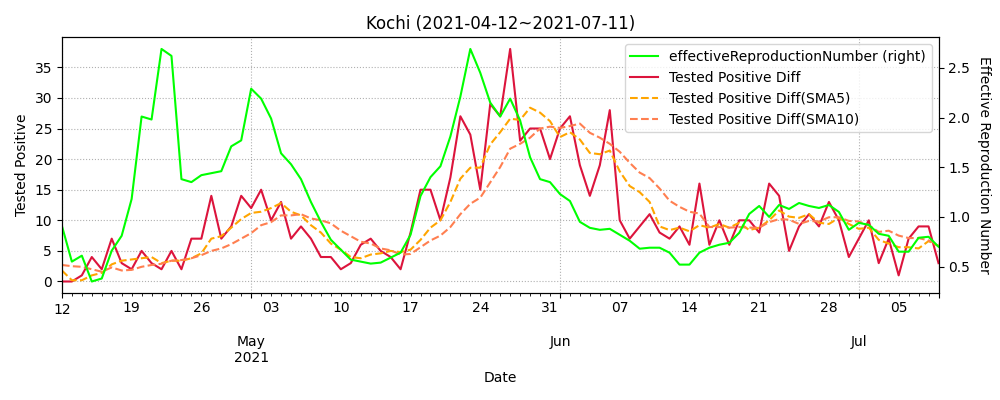 Kochi (2021-04-12~2021-07-11)
effectiveReproductionNumber (right)
Tested Positive Diff
Tested Positive Diff(SMA5)
Tested Positive Diff(SMA10)
Tested Positive
35
30
25
20
15
10
5
0
Effective Reproduction Number
2.5
2.0
1.5
1.0
0.5
12 19 26 03 10 17 24 31 07 14 21 28 05
May Jun Jul
2021
Date